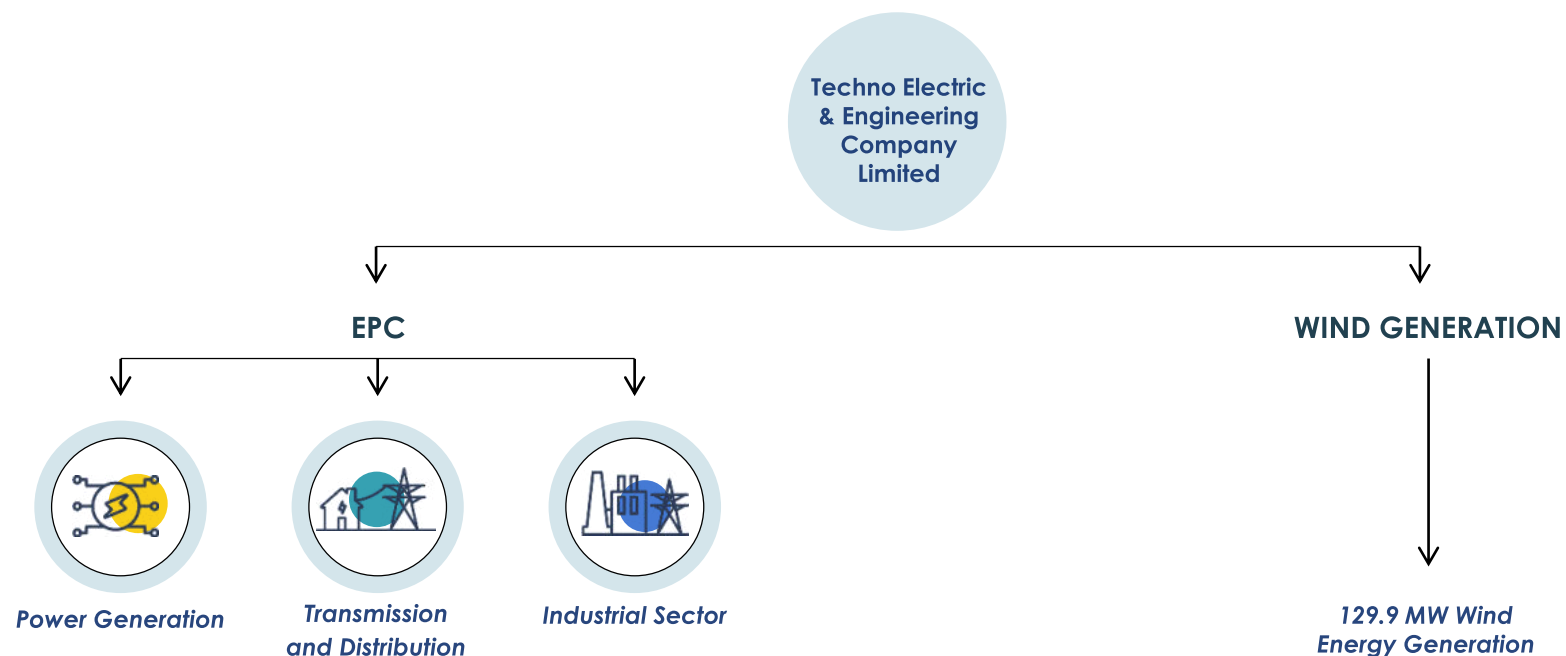 Techno Electric
& Engineering
Company
Limited
EPC
WIND GENERATION
Power Generation
Transmission
and Distribution
Industrial Sector
129.9 MW Wind
Energy Generation